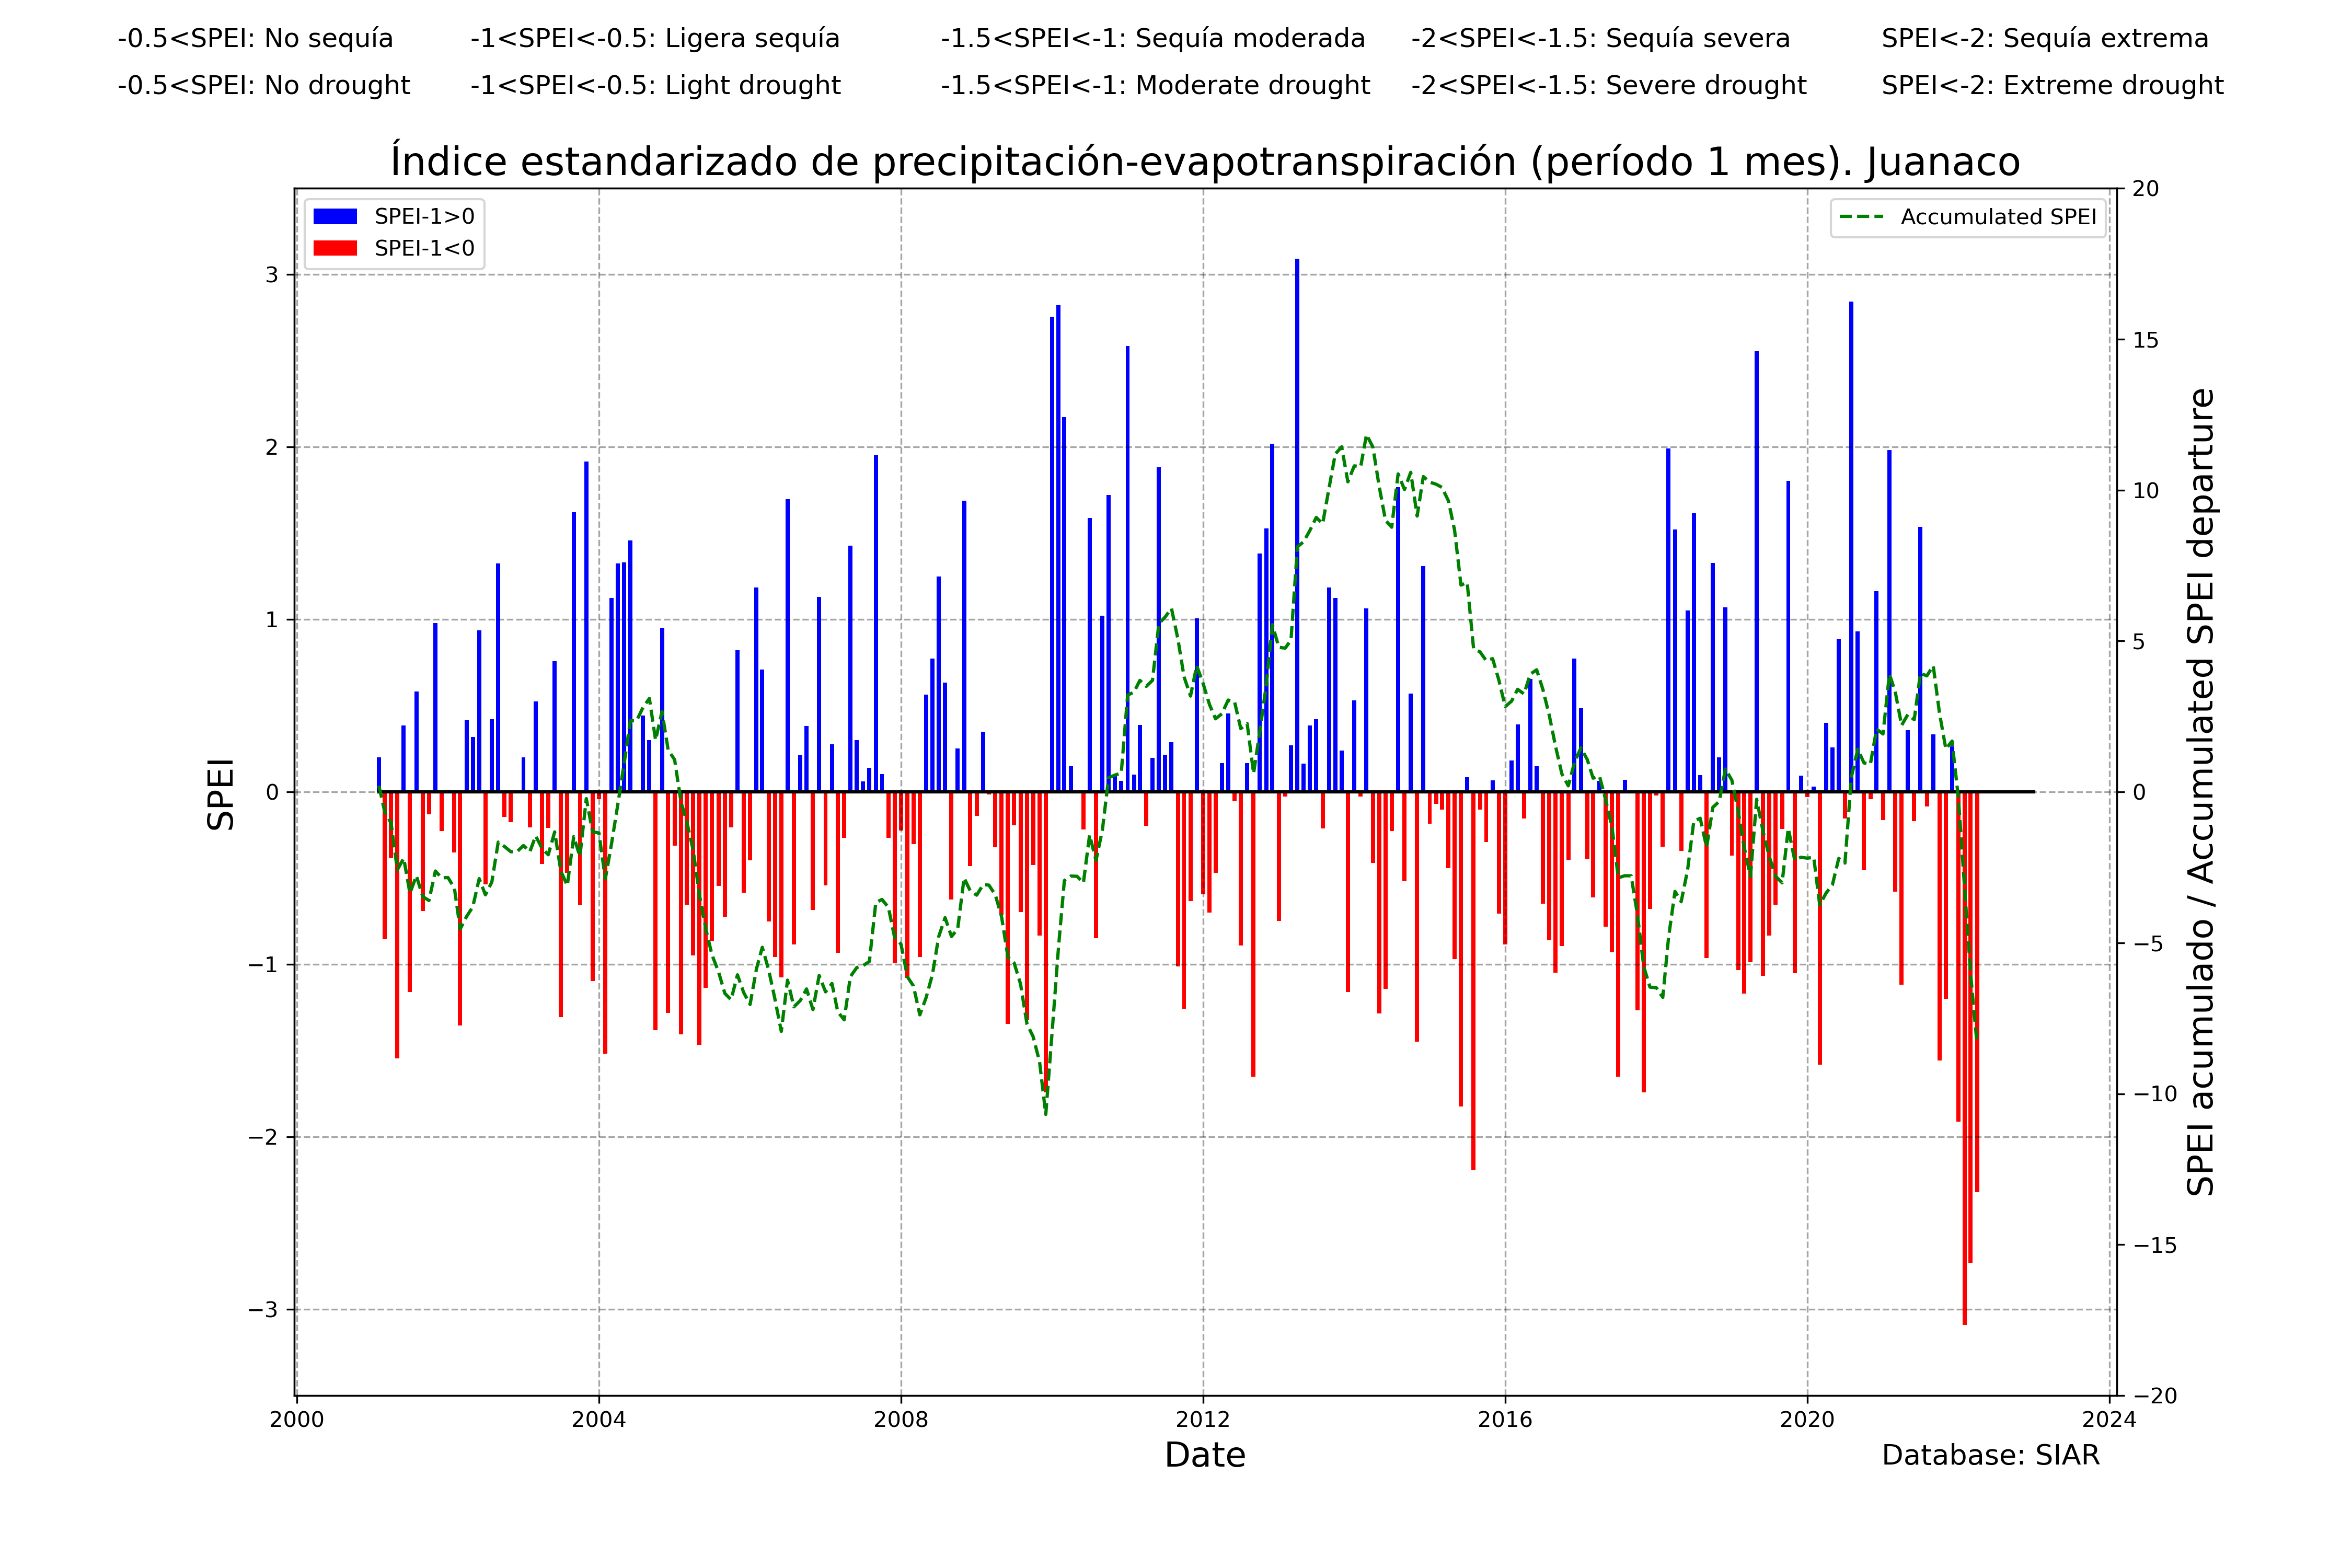 -0.5<SPEI: No sequía -1<SPEI<-0.5: Ligera sequía -1.5<SPEI<-1: Sequía moderada -2<SPEI<-1.5: Sequía severa SPEI<-2: Sequía extrema
-0.5<SPEI: No drought -1<SPEI<-0.5: Light drought -1.5<SPEI<-1: Moderate drought -2<SPEI<-1.5: Severe drought SPEI<-2: Extreme drought
Índice estandarizado de precipitación-evapotranspiración (período 1 mes). Juanaco
SPEI-1>0
SPEI-1<0
Accumulated SPEI
SPEI
3
2
1
0
−1
−2
−3
20
15
10
5
0
−5
−10
−15
−20
SPEI acumulado / Accumulated SPEI departure
2000 2004 2008 2012 2016 2020 2024
Date
Database: SIAR